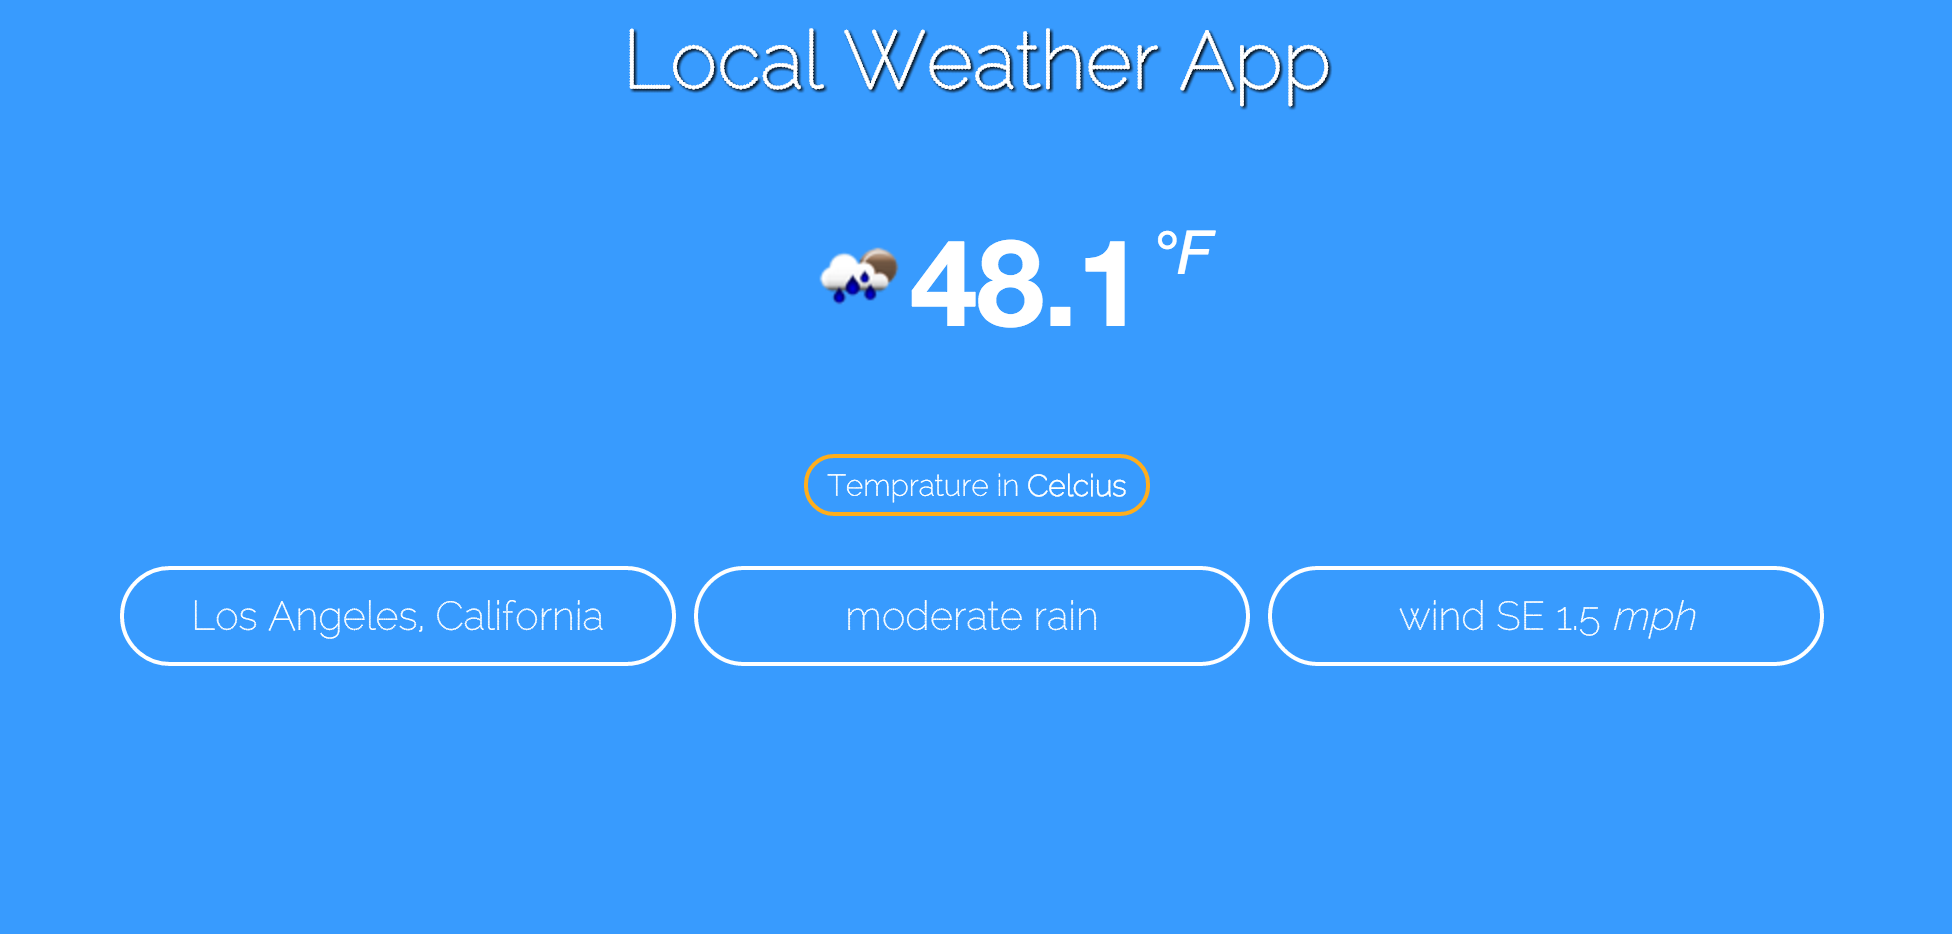 Local Weather App
48.1 °F
Temprature in Celcius
Los Angeles, California
moderate rain
wind SE 1.5 mph